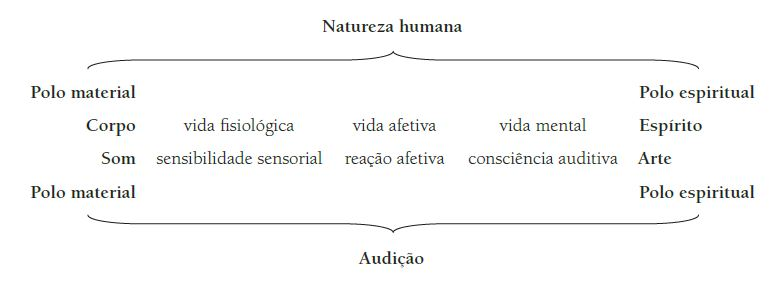 Natureza humana
Polo material Polo espiritual
Corpo vida fisiológica vida afetiva vida mental Espírito
Som sensibilidade sensorial reação afetiva consciência auditiva Arte
Polo material Polo espiritual
Audição